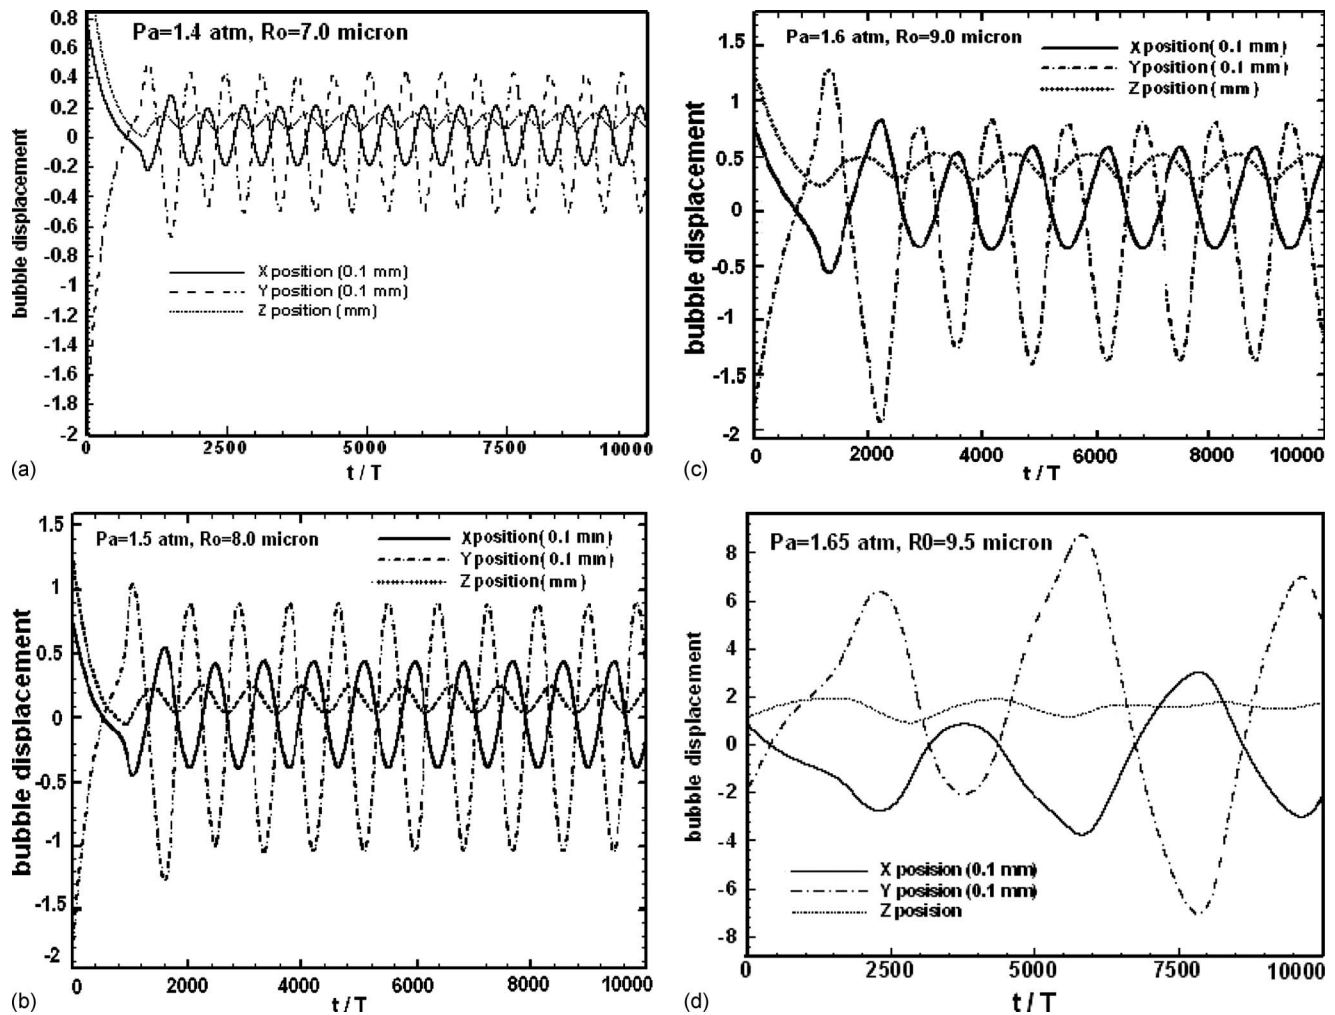 Pa=1.4 atm, Ro=7.0 micron
0.8
0.6
0.4
0.2
0
-0.2
-0.4
-0.6
-0.8
-1
-1.2
-1.4
-1.6
-1.8
-2
bubble displacement
X position (0.1 mm)
Y position (0.1 mm)
Z position (mm)
0 2500 5000 7500 10000
t / T
(a)
Pa=1.6 atm, Ro=9.0 micron
X position( 0.1 mm)
Y position ( 0.1 mm)
Z position ( mm)
1.5
1
0.5
0
-0.5
-1
-1.5
-2
bubble displacement
0 2000 4000 6000 8000 10000
t / T
(c)
Pa=1.5 atm, Ro=8.0 micron
X position( 0.1 mm)
Y position( 0.1 mm)
Z position( mm)
1.5
1
0.5
0
-0.5
-1
-1.5
-2
bubble displacement
0 2000 4000 6000 8000 10000
t / T
(b)
Pa=1.65 atm, R0=9.5 micron
8
6
4
2
0
-2
-4
-6
-8
bubble displacement
X posision (0.1 mm)
Y posision (0.1 mm)
Z posision
0 2500 5000 7500 10000
t / T
(d)